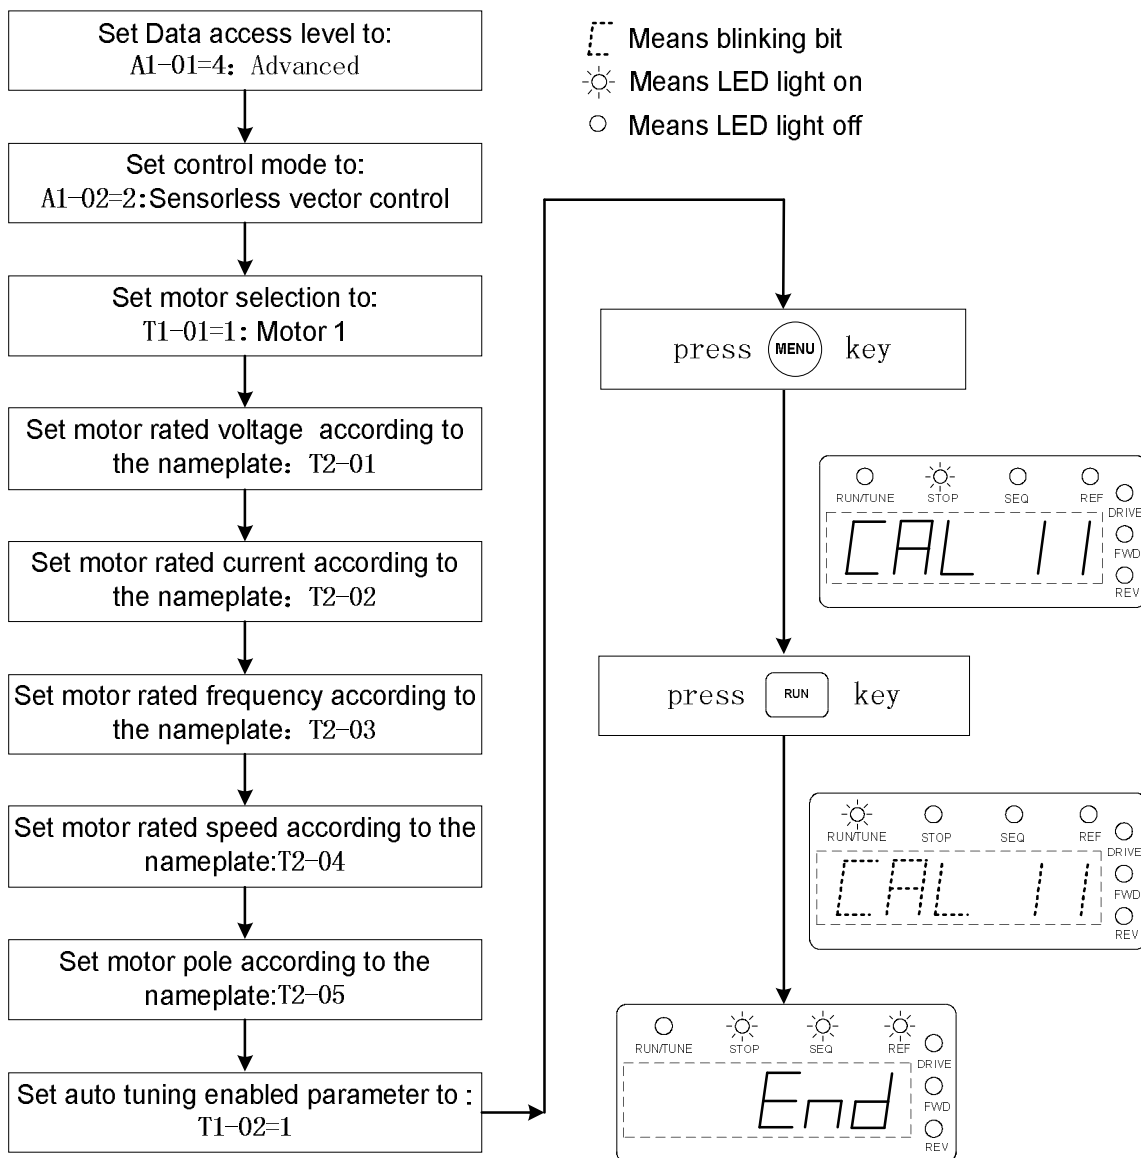 Set Data access level to:
A1-01=4: Advanced
Set control mode to:
A1-02=2:Sensorless vector control
Set motor selection to:
T1-01=1: Motor 1
Set motor rated voltage according to
the nameplate: T2-01
Set motor rated current according to
the nameplate: T2-02
Set motor rated frequency according to
the nameplate: T2-03
Set motor rated speed according to the
nameplate:T2-04
Set motor pole according to the
nameplate:T2-05
Set auto tuning enabled parameter to :
T1-02=1
Means blinking bit
Means LED light on
Means LED light off
press MENU key
RUN/TUNE STOP SEQ REF
DRIVE
FWD
REV
CAL 11
press RUN key
RUN/TUNE STOP SEQ REF
DRIVE
FWD
REV
CAL 11
RUN/TUNE STOP SEQ REF
DRIVE
FWD
REV
End